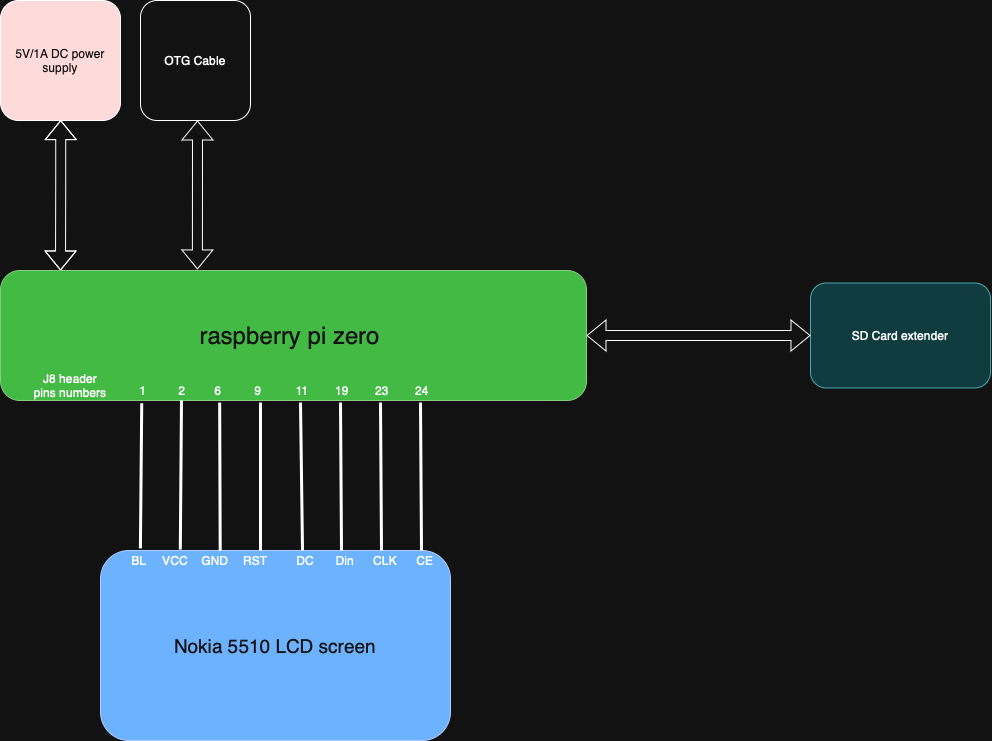 5V/1A DC power
supply
OTG Cable
raspberry pi zero
SD Card extender
J8 header
pins numbers
1 2 6 9 11 19 23 24
BL VCC GND RST DC Din CLK CE
Nokia 5510 LCD screen